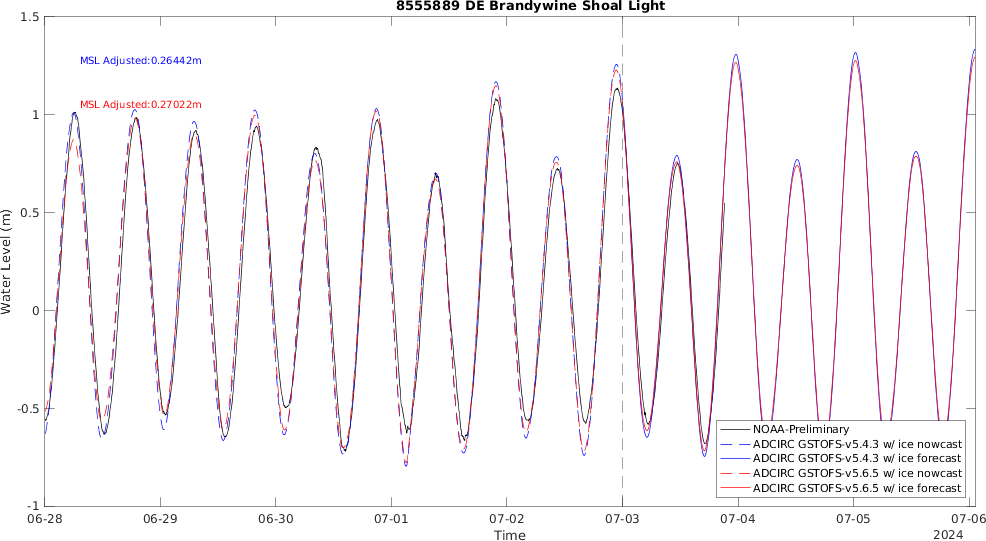 8555889 DE Brandywine Shoal Light
1.5
1
0.5
0
-0.5
-1
Water Level (m)
MSL Adjusted:0.26442m
MSL Adjusted:0.27022m
NOAA-Preliminary
ADCIRC GSTOFS-v5.4.3 w/ ice nowcast
ADCIRC GSTOFS-v5.4.3 w/ ice forecast
ADCIRC GSTOFS-v5.6.5 w/ ice nowcast
ADCIRC GSTOFS-v5.6.5 w/ ice forecast
06-28 06-29 06-30 07-01 07-02 07-03 07-04 07-05 07-06
Time
2024